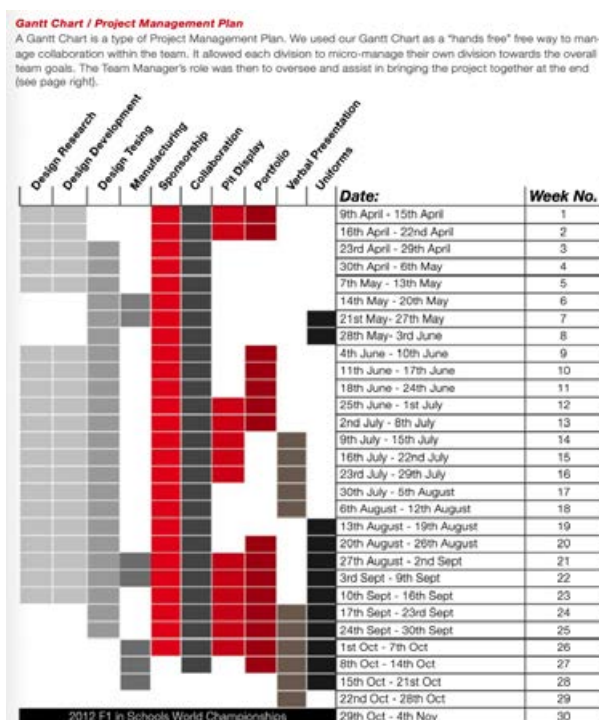 Gantt Chart / Project Management Plan
A Gantt Chart is a type of Project Management Plan. We used our Gantt Chart as a "hands free" free way to man-
age collaboration within the team. It allowed each division to micro-manage their own division towards the overall
team goals. The Team Manager's role was then to oversee and assist in bringing the project together at the end
(see page right).
Design Research
Design Development
Design Tesing
Manufacturing
Sponsorship
Collaboration
Pit Display
Portfolio
Verbal Presentation
Uniforms
Date: Week No.
9th April - 15th April 1
16th April - 22nd April 2
23rd April - 29th April 3
30th April - 6th May 4
7th May - 13th May 5
14th May - 20th May 6
21st May- 27th May 7
28th May- 3rd June 8
4th June - 10th June 9
11th June - 17th June 10
18th June - 24th June 11
25th June - 1st July 12
2nd July - 8th July 13
9th July - 15th July 14
16th July - 22nd July 15
23rd July - 29th July 16
30th July - 5th August 17
6th August - 12th August 18
13th August - 19th August 19
20th August - 26th August 20
27th August - 2nd Sept 21
3rd Sept - 9th Sept 22
10th Sept - 16th Sept 23
17th Sept - 23rd Sept 24
24th Sept - 30th Sept 25
1st Oct - 7th Oct 26
8th Oct - 14th Oct 27
15th Oct - 21st Oct 28
22nd Oct - 28th Oct 29
2012 F1 in Schools World Championships 29th Oct - 4th Nov 30